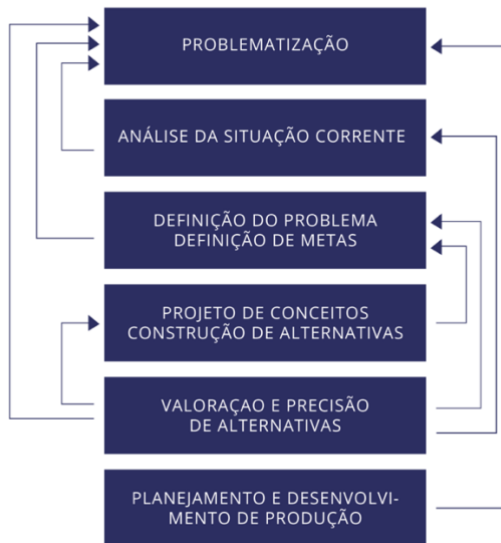 PROBLEMATIZAÇÃO
ANÁLISE DA SITUAÇÃO CORRENTE
DEFINIÇÃO DO PROBLEMA
DEFINIÇÃO DE METAS
PROJETO DE CONCEITOS
CONSTRUÇÃO DE ALTERNATIVAS
VALORAÇAO E PRECISÃO
DE ALTERNATIVAS
PLANEJAMENTO E DESENVOLVI-
MENTO DE PRODUÇÃO